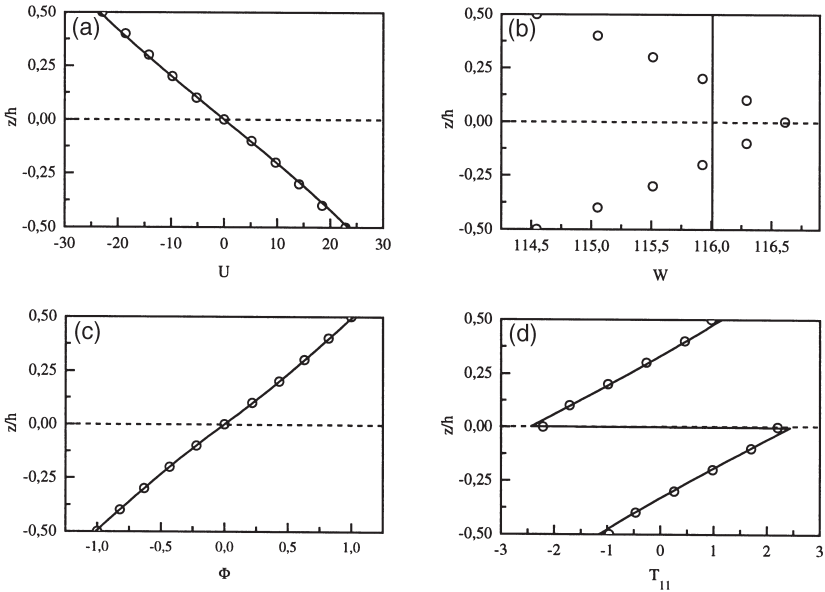 (a)
0,50
0,25
0,00
-0,25
-0,50
z/h
-30 -20 -10 0 10 20 30
U
(b)
0,50
0,25
0,00
-0,25
-0,50
z/h
114,5 115,0 115,5 116,0 116,5
W
(c)
0,50
0,25
0,00
-0,25
-0,50
z/h
-1,0 -0,5 0,0 0,5 1,0
Φ
(d)
0,50
0,25
0,00
-0,25
-0,50
z/h
-3 -2 -1 0 1 2 3
T11